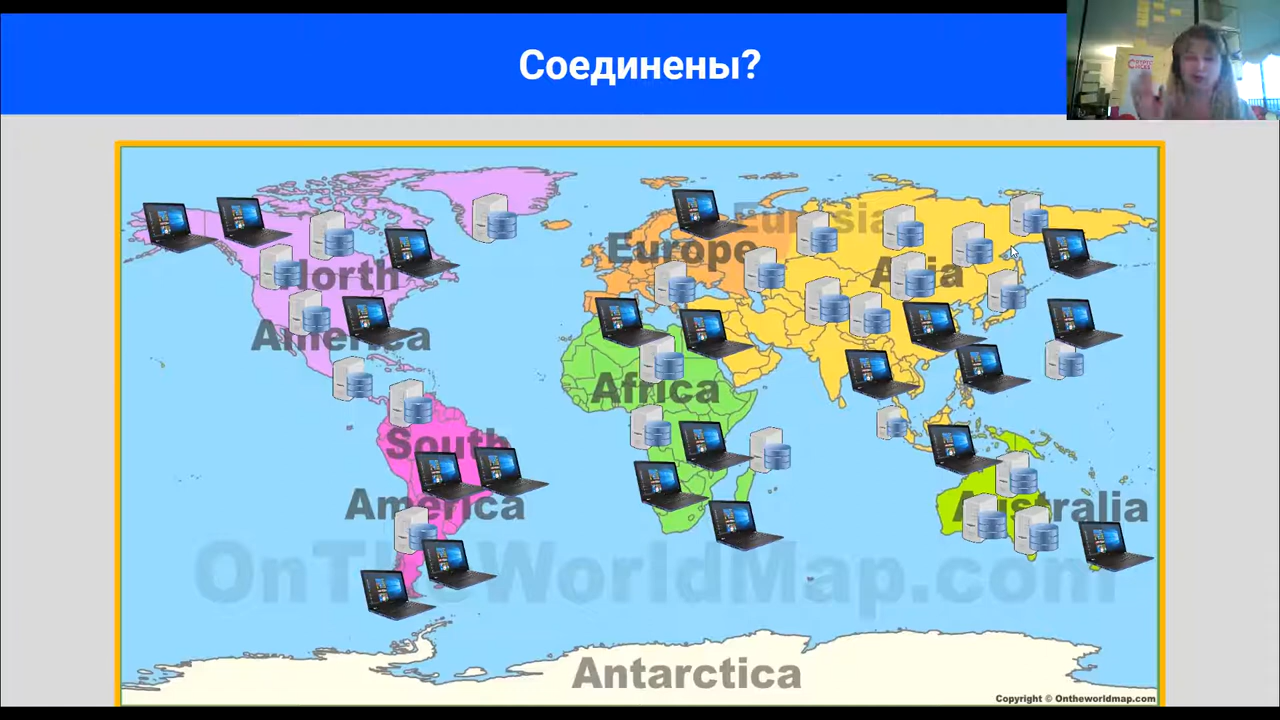 Соединены?
Eurasia
Europe
Asia
North
America
Africa
South
America
Australia
OnTheWorldMap.com
Antarctica
Copyright © Ontheworldmap.com